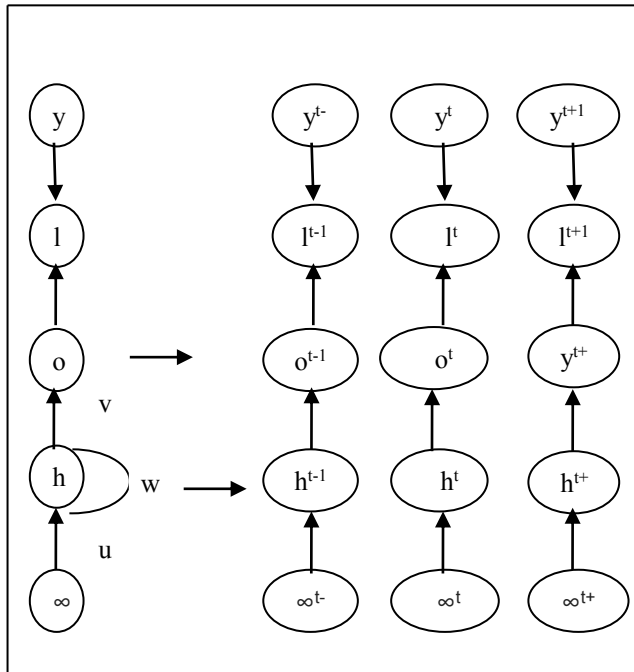 y y^t- y^t y^t+1
l l^t-1 l^t l^t+1
o o^t-1 o^t y^t+
v
h w h^t-1 h^t h^t+
u
∞ ∞^t- ∞^t ∞^t+